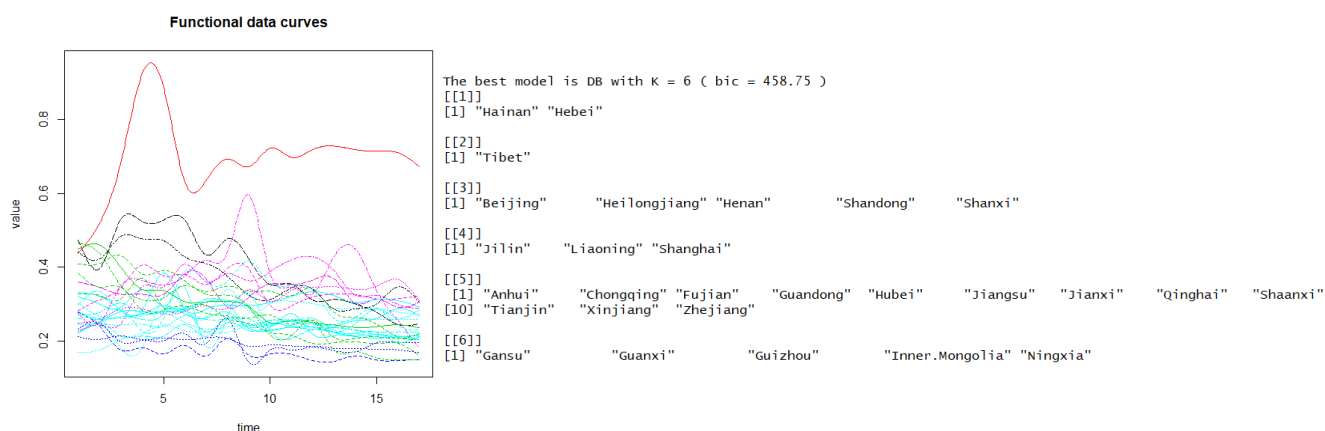 Functional data curves
value
0.2
0.4
0.6
0.8
5
10
15
time
The best model is DB with K = 6 ( bic = 458.75 )
[[1]]
[1] "Hainan" "Hebei"
[[2]]
[1] "Tibet"
[[3]]
[1] "Beijing" "Heilongjiang" "Henan" "Shandong" "Shanxi"
[[4]]
[1] "Jilin" "Liaoning" "Shanghai"
[[5]]
[1] "Anhui" "Chongqing" "Fujian" "Guandong" "Hubei" "Jiangsu" "Jianxi" "Qinghai" "Shaanxi"
[10] "Tianjin" "Xinjiang" "Zhejiang"
[[6]]
[1] "Gansu" "Guanxi" "Guizhou" "Inner.Mongolia" "Ningxia"